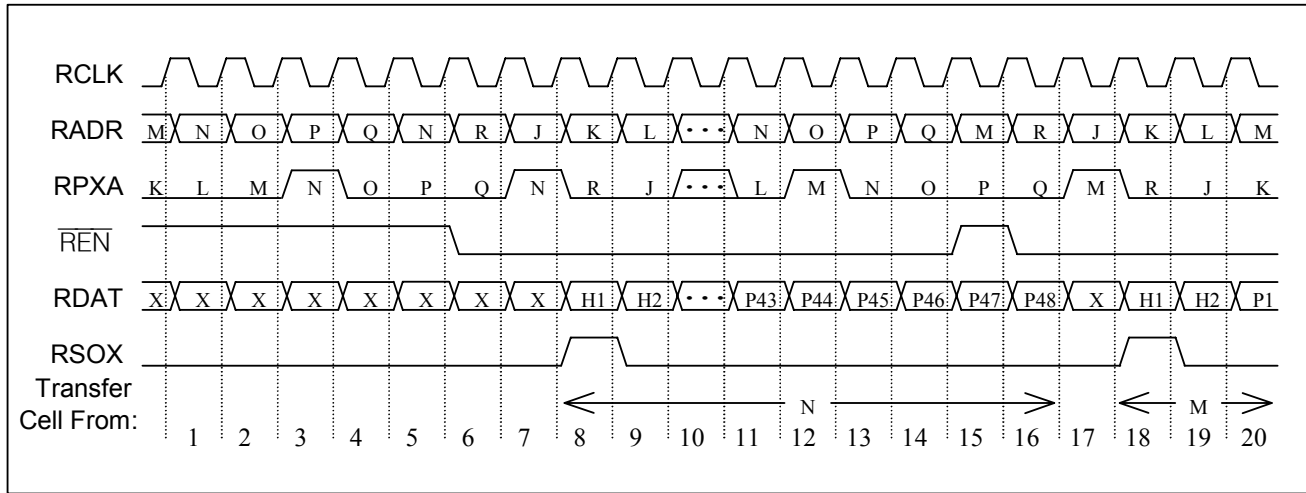 RCLK
RADR M N O P Q N R J K L ··· N O P Q M R J K L M
RPXA K L M N O P Q N R J ··· L M N O P Q M R J K
REN
RDAT X X X X X X X X H1 H2 ··· P43 P44 P45 P46 P47 P48 X H1 H2 P1
RSOX
Transfer
Cell From: N M
1 2 3 4 5 6 7 8 9 10 11 12 13 14 15 16 17 18 19 20